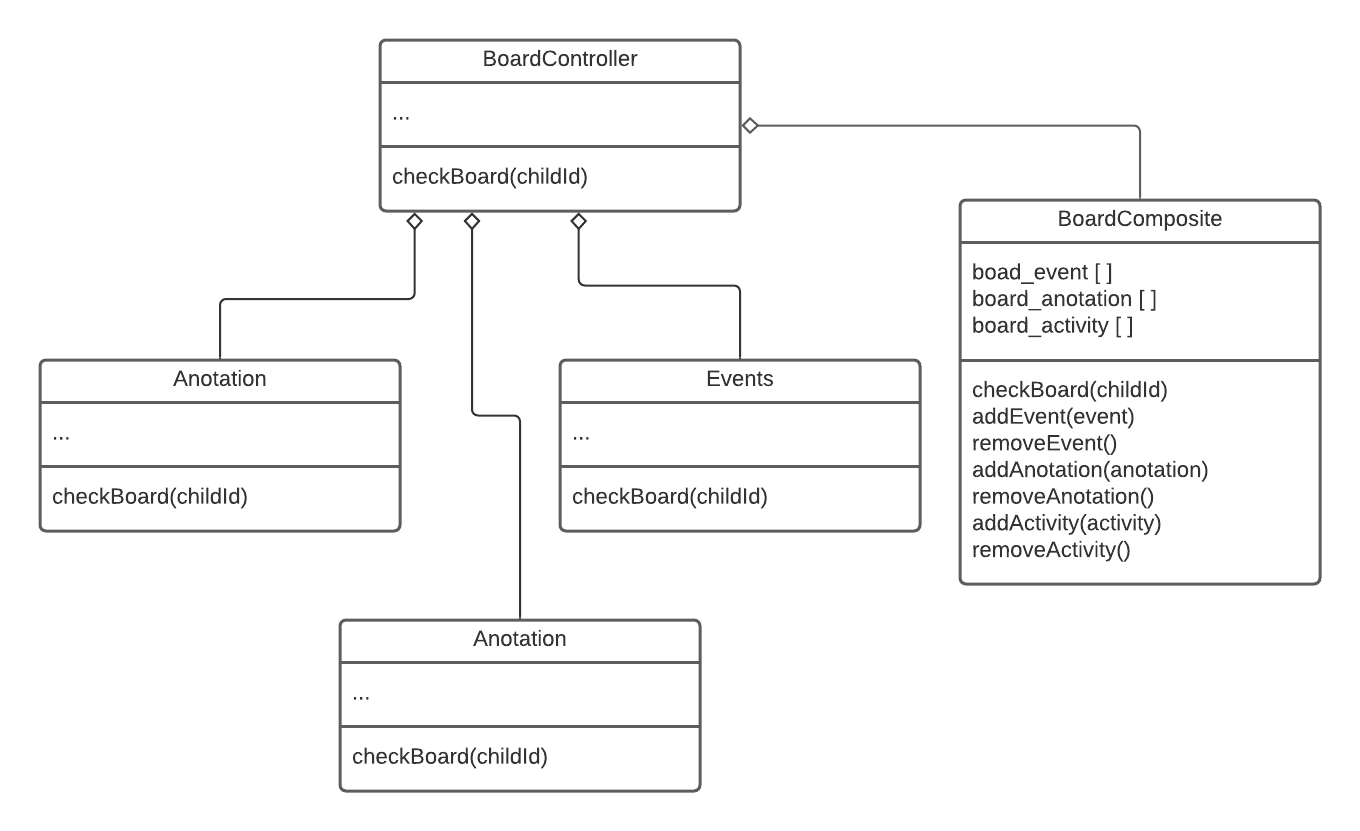 BoardController
...
checkBoard(childId)
BoardComposite
boad_event [ ]
board_anotation [ ]
board_activity [ ]
checkBoard(childId)
addEvent(event)
removeEvent()
addAnotation(anotation)
removeAnotation()
addActivity(activity)
removeActivity()
Anotation
...
checkBoard(childId)
Events
...
checkBoard(childId)
Anotation
...
checkBoard(childId)